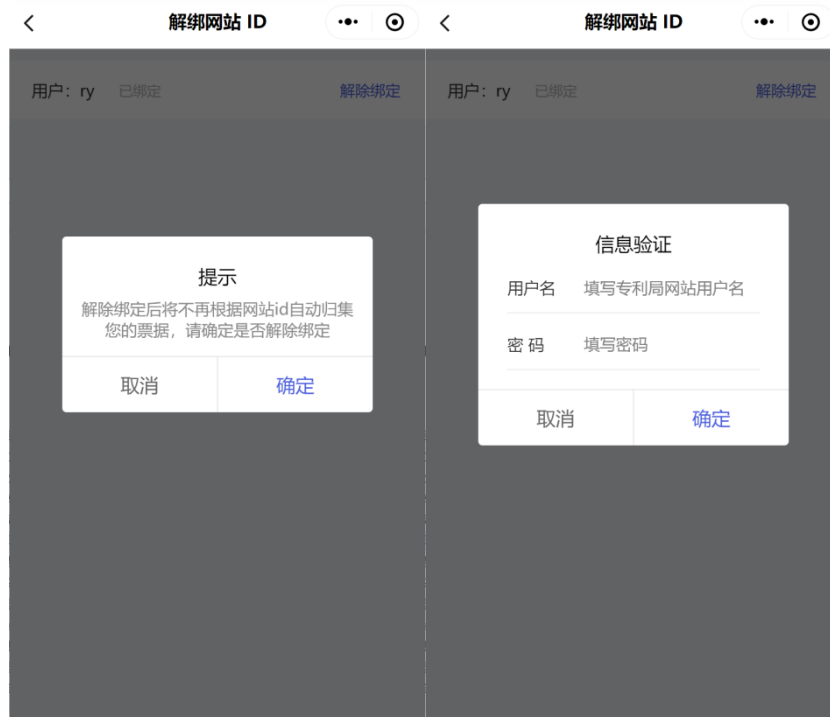 解绑网站 ID
用户：ry 已绑定 解除绑定
提示
解除绑定后将不再根据网站id自动归集
您的票据，请确定是否解除绑定
取消 确定
解绑网站 ID
用户：ry 已绑定 解除绑定
信息验证
用户名 填写专利局网站用户名
密 码 填写密码
取消 确定